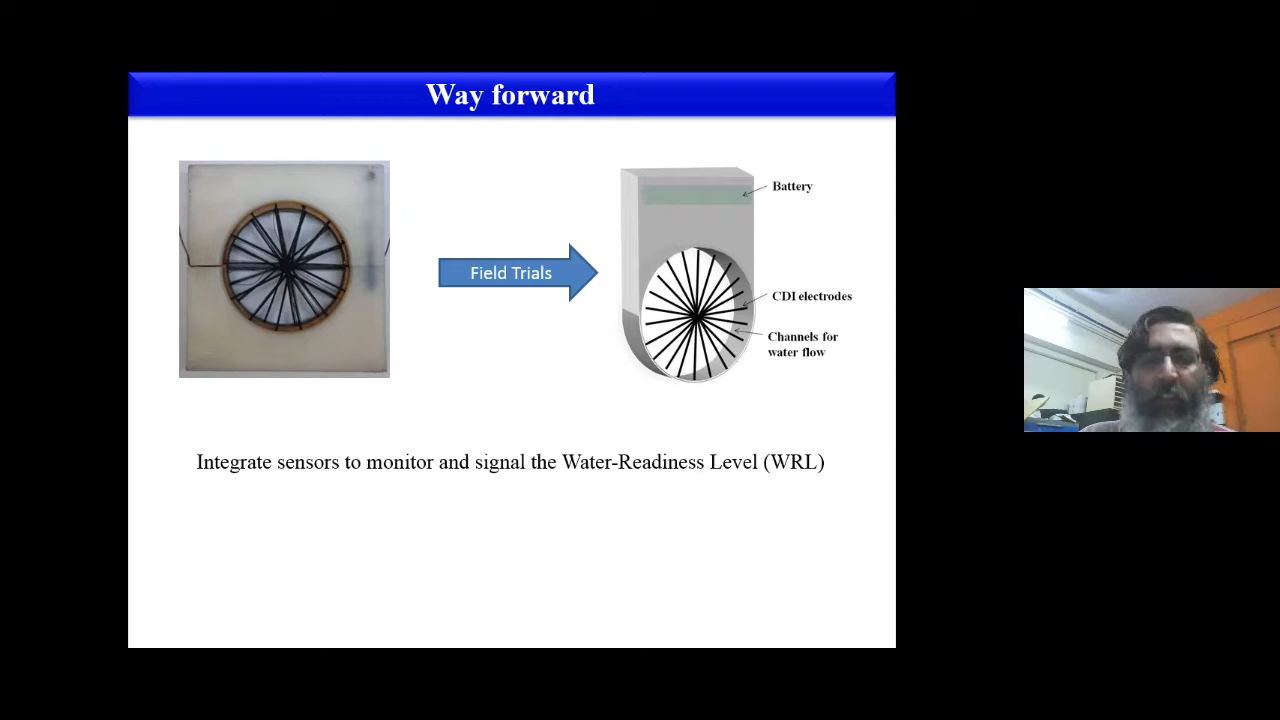 Way forward
Battery
Field Trials
CDI electrodes
Channels for
water flow
Integrate sensors to monitor and signal the Water-Readiness Level (WRL)